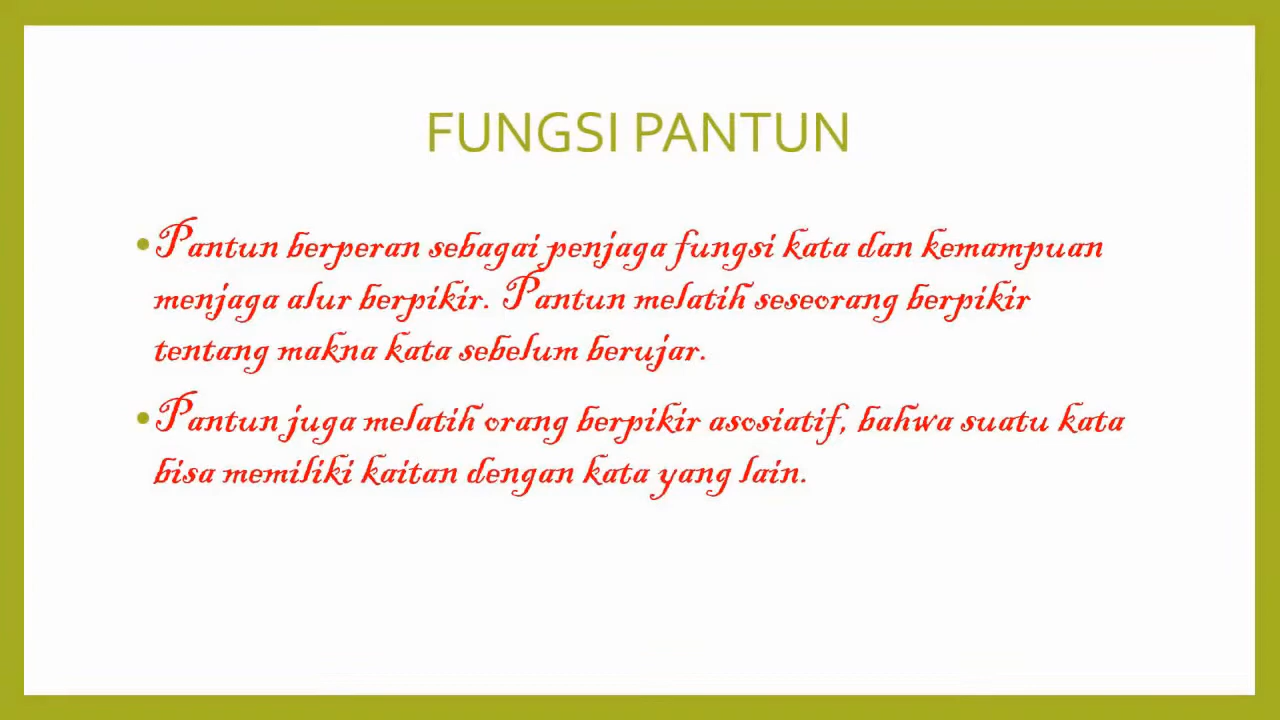 FUNGSI PANTUN
•Pantun berperan sebagai penjaga fungsi kata dan kemampuan
menjaga alur berpikir. Pantun melatih seseorang berpikir
tentang makna kata sebelum berujar.
•Pantun juga melatih orang berpikir asosiatif, bahwa suatu kata
bisa memiliki kaitan dengan kata yang lain.